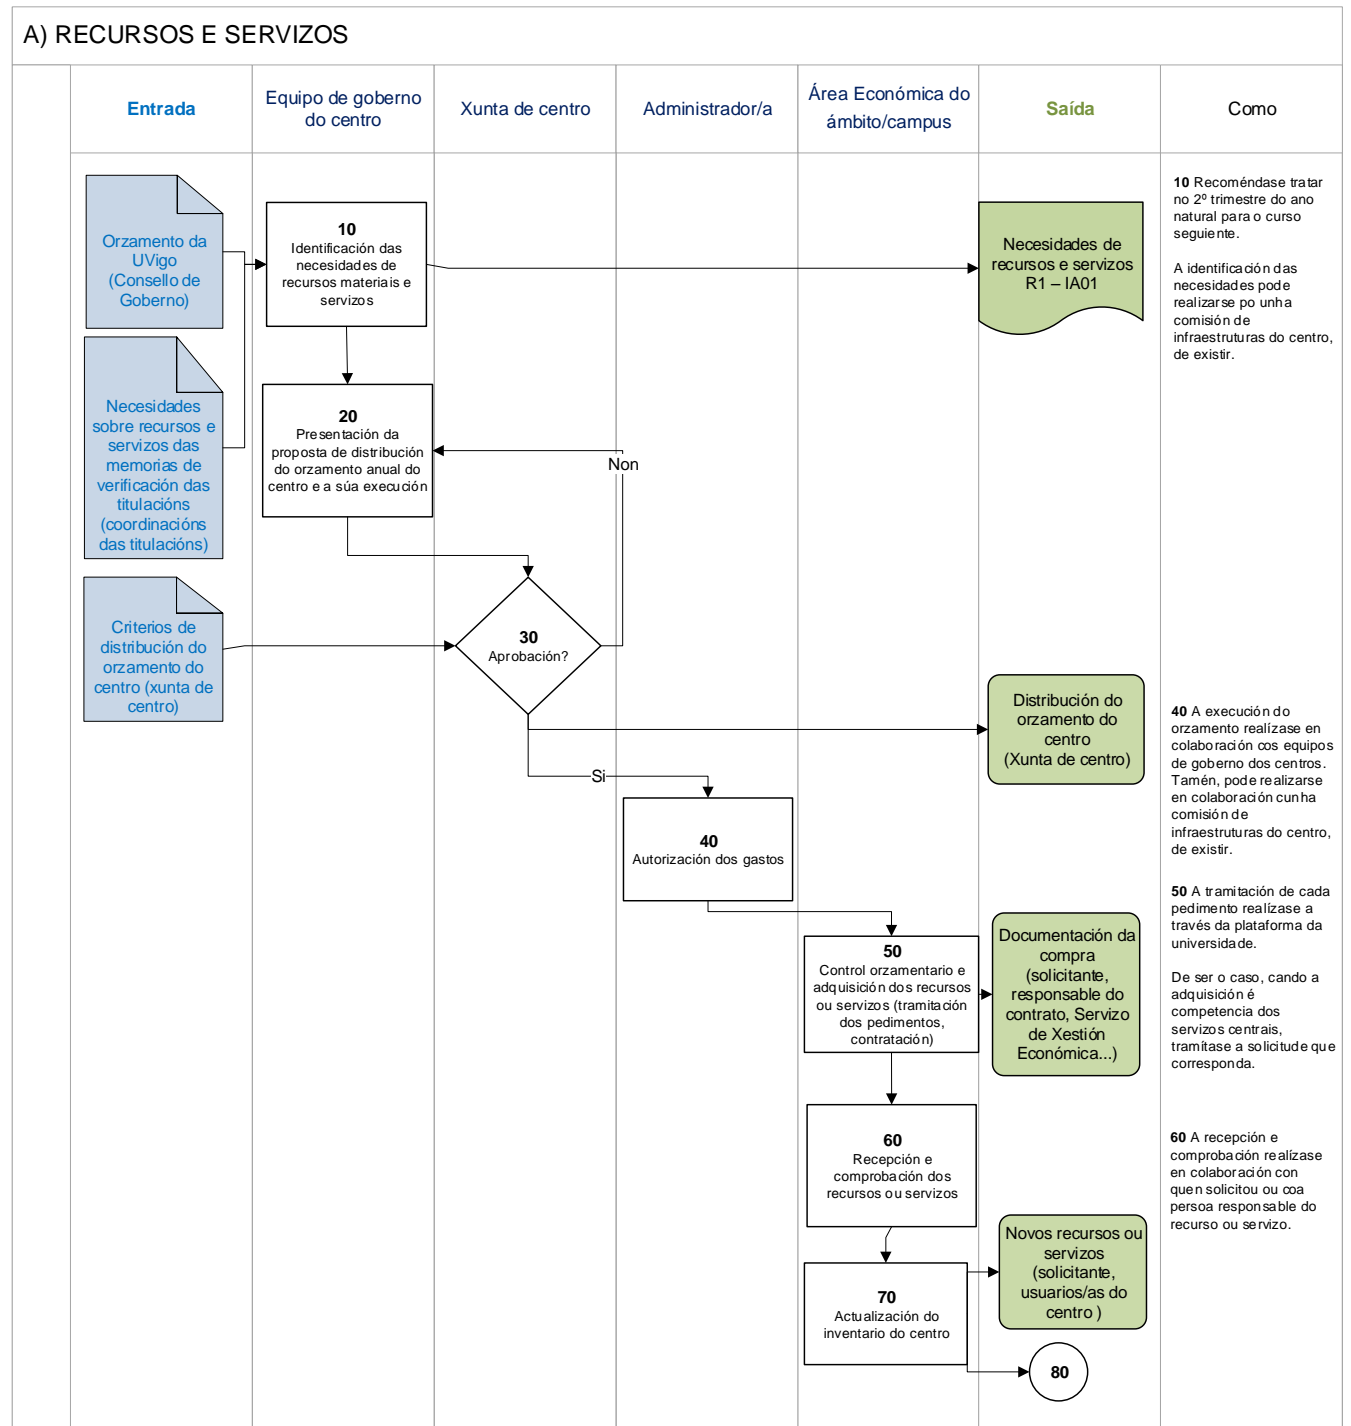 A) RECURSOS E SERVIZOS
Entrada
Equipo de goberno
do centro
Xunta de centro
Administrador/a
Área Económica do
ámbito/campus
Saída
Como
Orzamento da
UVigo
(Consello de
Goberno)
10
Identificación das
necesidades de
recursos materiais e
servizos
Necesidades de
recursos e servizos
R1 – IA01
10 Recoméndase tratar
no 2º trimestre do ano
natural para o curso
seguinte.
A identificación das
necesidades pode
realizarse po unha
comisión de
infraestruturas do centro,
de existir.
Necesidades
sobre recursos e
servizos das
memorias de
verificación das
titulacións
(coordinacións
das titulacións)
20
Presentación da
proposta de distribución
do orzamento anual do
centro e a súa execución
Non
Criterios de
distribución do
orzamento do
centro (xunta de
centro)
30
Aprobación?
Distribución do
orzamento do
centro
(Xunta de centro)
Si
40 A execución do
orzamento realízase en
colaboración cos equipos
de goberno dos centros.
Tamén, pode realizarse
en colaboración cunha
comisión de
infraestruturas do centro,
de existir.
40
Autorización dos gastos
50
Control orzamentario e
adquisición dos recursos
ou servizos (tramitación
dos pedimentos,
contratación)
Documentación da
compra
(solicitante,
responsable do
contrato, Servizo
de Xestión
Económica...)
50 A tramitación de cada
pedimento realízase a
través da plataforma da
universidade.
De ser o caso, cando a
adquisición é
competencia dos
servizos centrais,
tramítase a solicitude que
corresponda.
60
Recepción e
comprobación dos
recursos ou servizos
60 A recepción e
comprobación realízase
en colaboración con
quen solicitou ou coa
persoa responsable do
recurso ou servizo.
70
Actualización do
inventario do centro
Novos recursos ou
servizos
(solicitante,
usuarios/as do
centro )
80